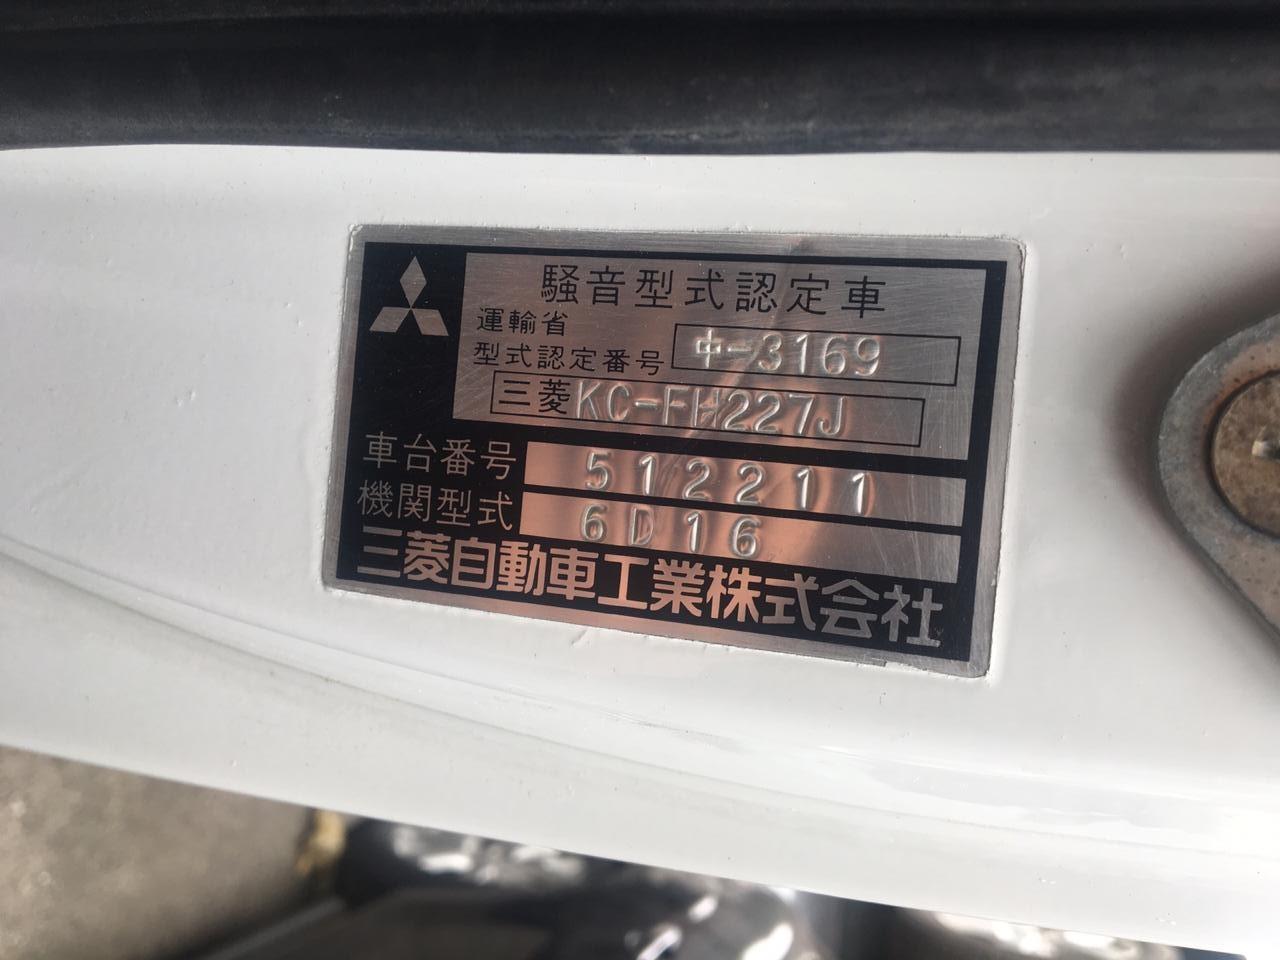 騒音型式認定車
運輸省
型式認定番号 中-3169
三菱 KC-FH227J
車台番号 512211
機関型式 6D16
三菱自動車工業株式会社